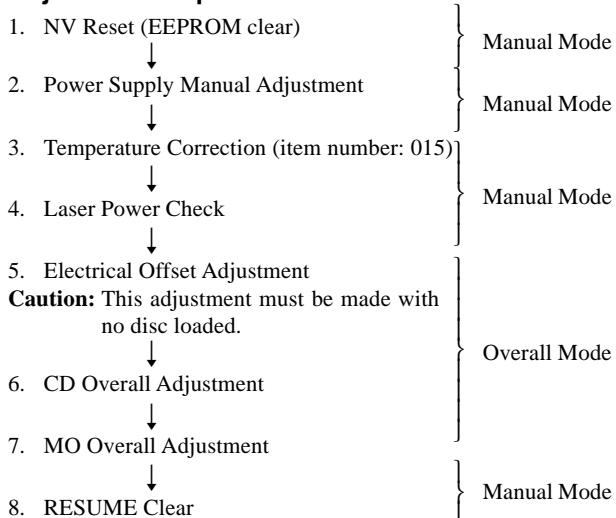 1. NV Reset (EEPROM clear)
Manual Mode
2. Power Supply Manual Adjustment
Manual Mode
3. Temperature Correction (item number: 015)
4. Laser Power Check
Manual Mode
5. Electrical Offset Adjustment
Caution: This adjustment must be made with
no disc loaded.
6. CD Overall Adjustment
7. MO Overall Adjustment
Overall Mode
8. RESUME Clear
Manual Mode